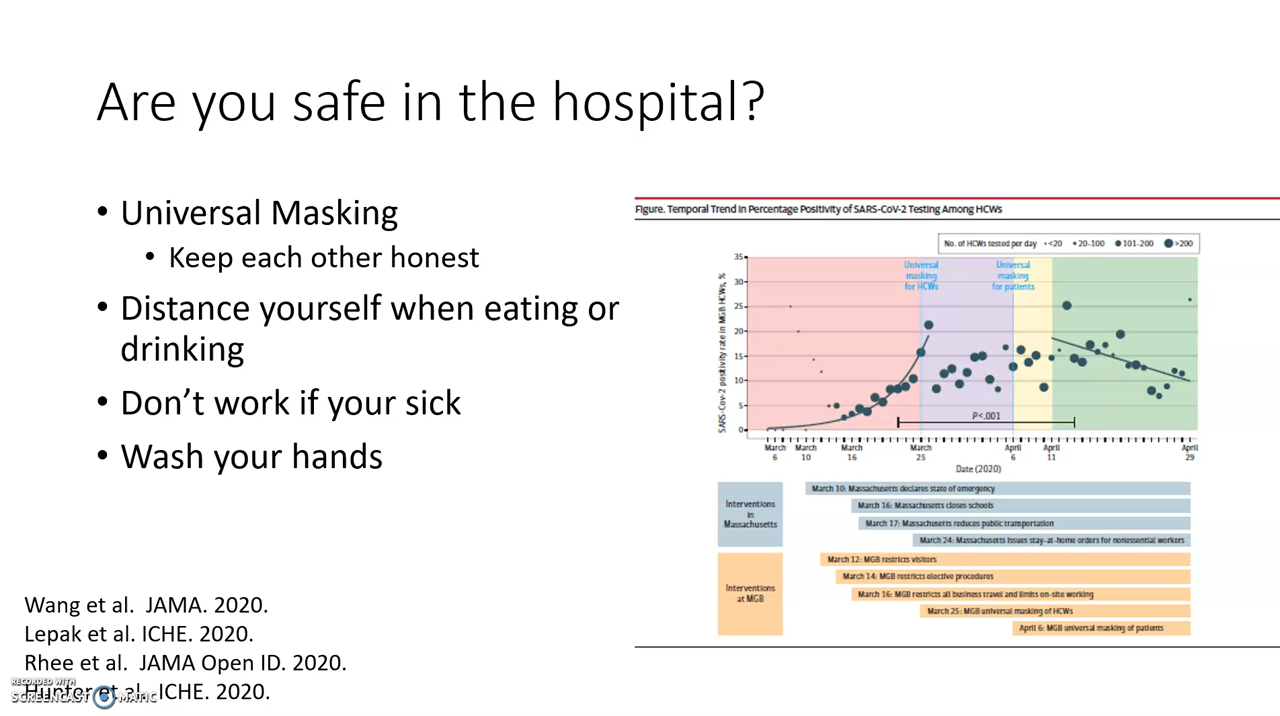 Are you safe in the hospital?
• Universal Masking
• Keep each other honest
• Distance yourself when eating or
drinking
• Don’t work if your sick
• Wash your hands
Wang et al.  JAMA. 2020.
Lepak et al. ICHE. 2020.
Rhee et al.  JAMA Open ID. 2020.
Hunter et al.  ICHE. 2020.
RECORDED WITH
SCREENCAST MATIC
Figure. Temporal Trend in Percentage Positivity of SARS-CoV-2 Testing Among HCWs
No. of HCWs tested per day <20 20-100 101-200 >200
SARS-Cov-2 positivity rate in MGB HCWs, %
35
30
25
20
15
10
5
0
Universal
masking
for HCWs
Universal
masking
for patients
P<.001
March
6
March
10
March
16
March
25
April
6
April
11
April
29
Date (2020)
Interventions
in
Massachusetts
March 10: Massachusetts declares state of emergency
March 16: Massachusetts closes schools
March 17: Massachusetts reduces public transportation
March 24: Massachusetts issues stay-at-home orders for nonessential workers
Interventions
at MGB
March 12: MGB restricts visitors
March 14: MGB restricts elective procedures
March 16: MGB restricts all business travel and limits on-site working
March 25: MGB universal masking of HCWs
April 6: MGB universal masking of patients